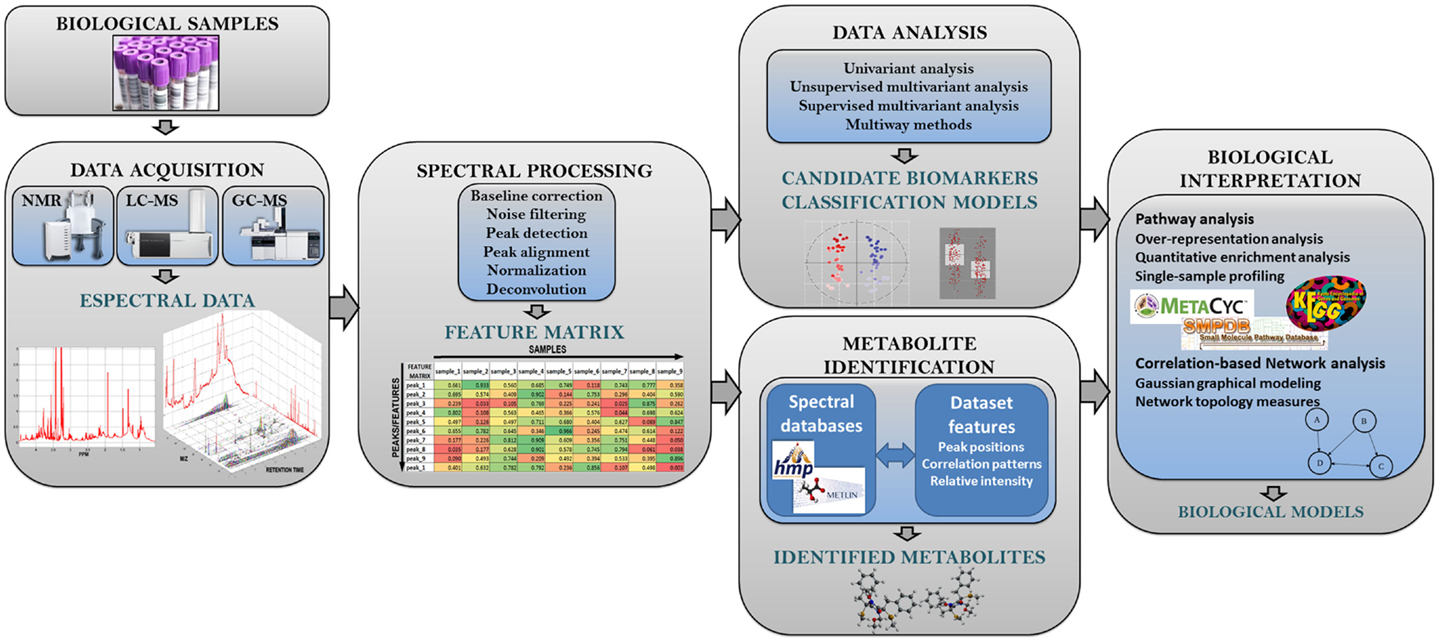 BIOLOGICAL SAMPLES
DATA ACQUISITION
NMR
LC-MS
GC-MS
ESPECTRAL DATA
PPM
M/Z
RETENTION TIME
SPECTRAL PROCESSING
Baseline correction
Noise filtering
Peak detection
Peak alignment
Normalization
Deconvolution
FEATURE MATRIX
SAMPLES
PEAKS/FEATURES
FEATURE MATRIX sample_1 sample_2 sample_3 sample_4 sample_5 sample_6 sample_7 sample_8 sample_9
peak_1 0.661 0.933 0.560 0.685 0.749 0.118 0.743 0.777 0.358
peak_2 0.695 0.574 0.409 0.902 0.144 0.753 0.296 0.404 0.590
peak_3 0.239 0.033 0.105 0.769 0.225 0.241 0.025 0.875 0.262
peak_4 0.802 0.108 0.563 0.465 0.366 0.576 0.044 0.698 0.624
peak_5 0.497 0.126 0.497 0.711 0.680 0.404 0.627 0.089 0.847
peak_6 0.655 0.782 0.645 0.346 0.966 0.245 0.474 0.614 0.122
peak_7 0.177 0.226 0.812 0.909 0.609 0.356 0.751 0.448 0.050
peak_8 0.035 0.177 0.628 0.901 0.578 0.745 0.794 0.061 0.038
peak_9 0.090 0.493 0.744 0.209 0.492 0.394 0.533 0.395 0.896
peak_1 0.401 0.632 0.782 0.792 0.236 0.856 0.107 0.498 0.003
DATA ANALYSIS
Univariant analysis
Unsupervised multivariant analysis
Supervised multivariant analysis
Multiway methods
CANDIDATE BIOMARKERS
CLASSIFICATION MODELS
METABOLITE
IDENTIFICATION
Spectral
databases
hmp
METLIN
Dataset
features
Peak positions
Correlation patterns
Relative intensity
IDENTIFIED METABOLITES
BIOLOGICAL
INTERPRETATION
Pathway analysis
Over-representation analysis
Quantitative enrichment analysis
Single-sample profiling
METACYC
KEGG
SMPDB
Small Molecule Pathway Database
Correlation-based Network analysis
Gaussian graphical modeling
Network topology measures
A
B
D
C
BIOLOGICAL MODELS